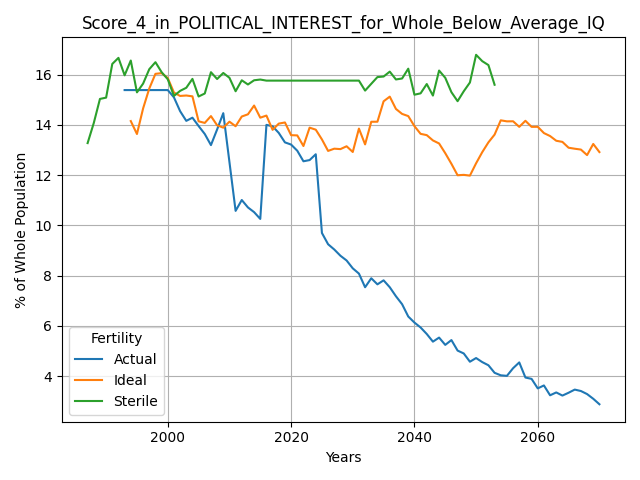 Score_4_in_POLITICAL_INTEREST_for_Whole_Below_Average_IQ
% of Whole Population
16
14
12
10
8
6
4
Fertility
Actual
Ideal
Sterile
2000 2020 2040 2060
Years